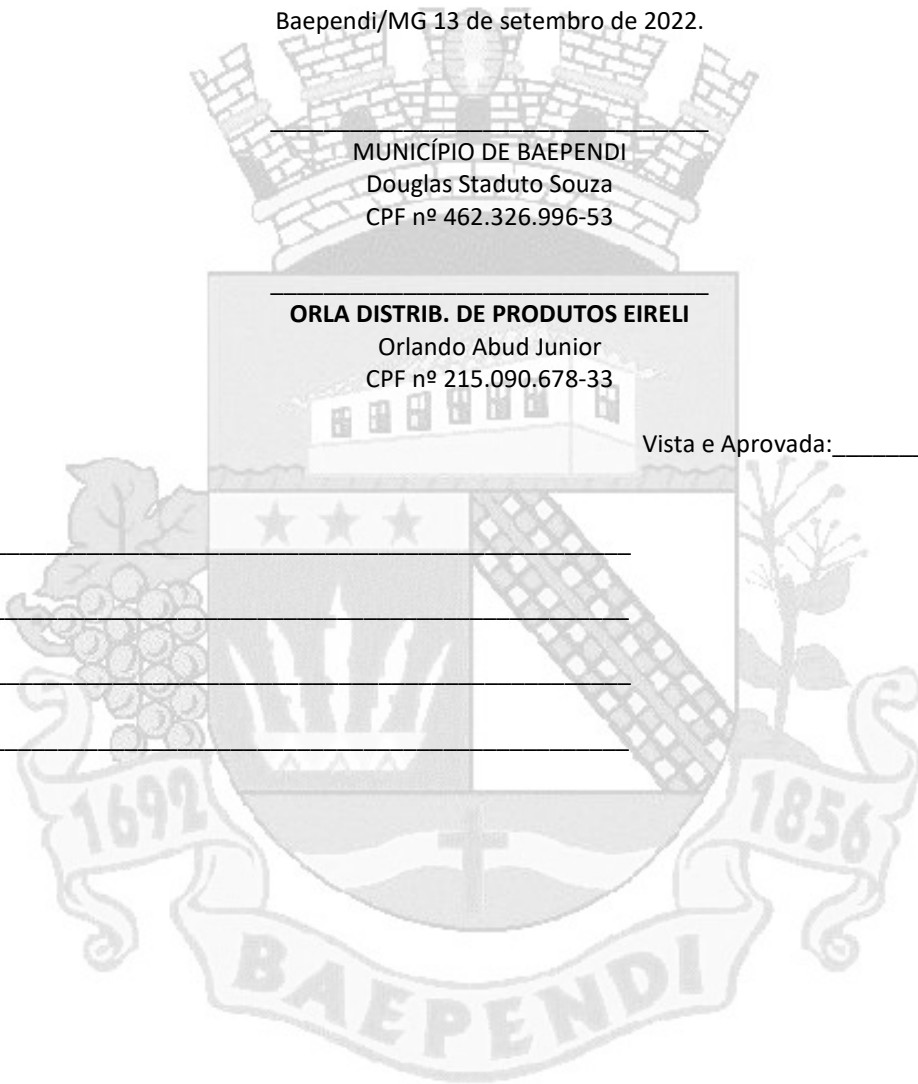 Baependi/MG 13 de setembro de 2022.
MUNICÍPIO DE BAEPENDI
Douglas Staduto Souza
CPF nº 462.326.996-53
ORLA DISTRIB. DE PRODUTOS EIRELI
Orlando Abud Junior
CPF nº 215.090.678-33
Vista e Aprovada:_______
1692
1856
BAEPENDI